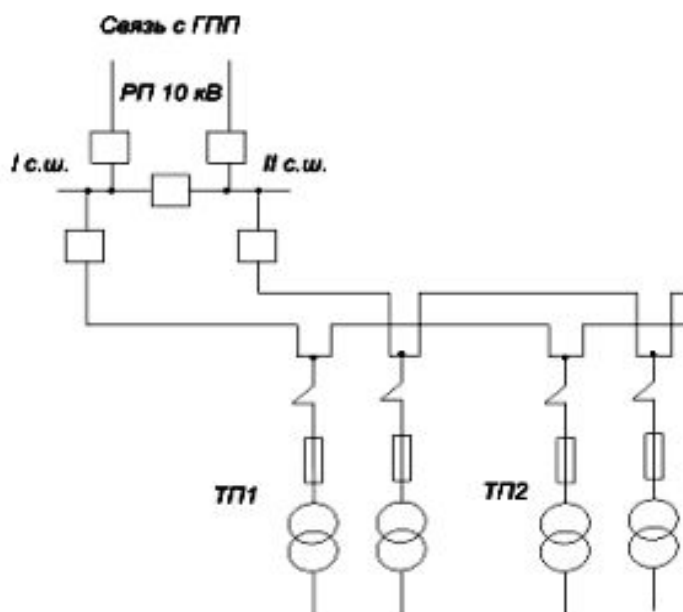 Связь с ГПП
РП 10 кВ
I с.ш.
II с.ш.
ТП1
ТП2